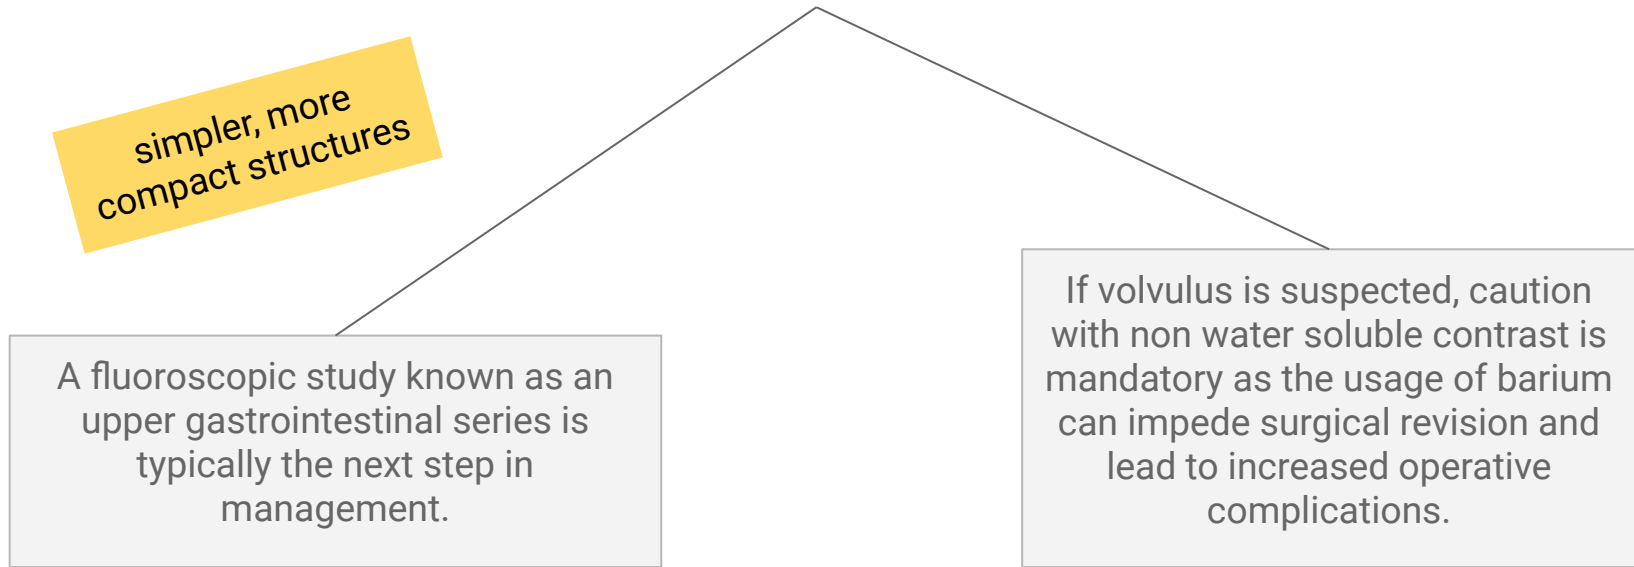 simpler, more
compact structures
A fluoroscopic study known as an
upper gastrointestinal series is
typically the next step in
management.
If volvulus is suspected, caution
with non water soluble contrast is
mandatory as the usage of barium
can impede surgical revision and
lead to increased operative
complications.